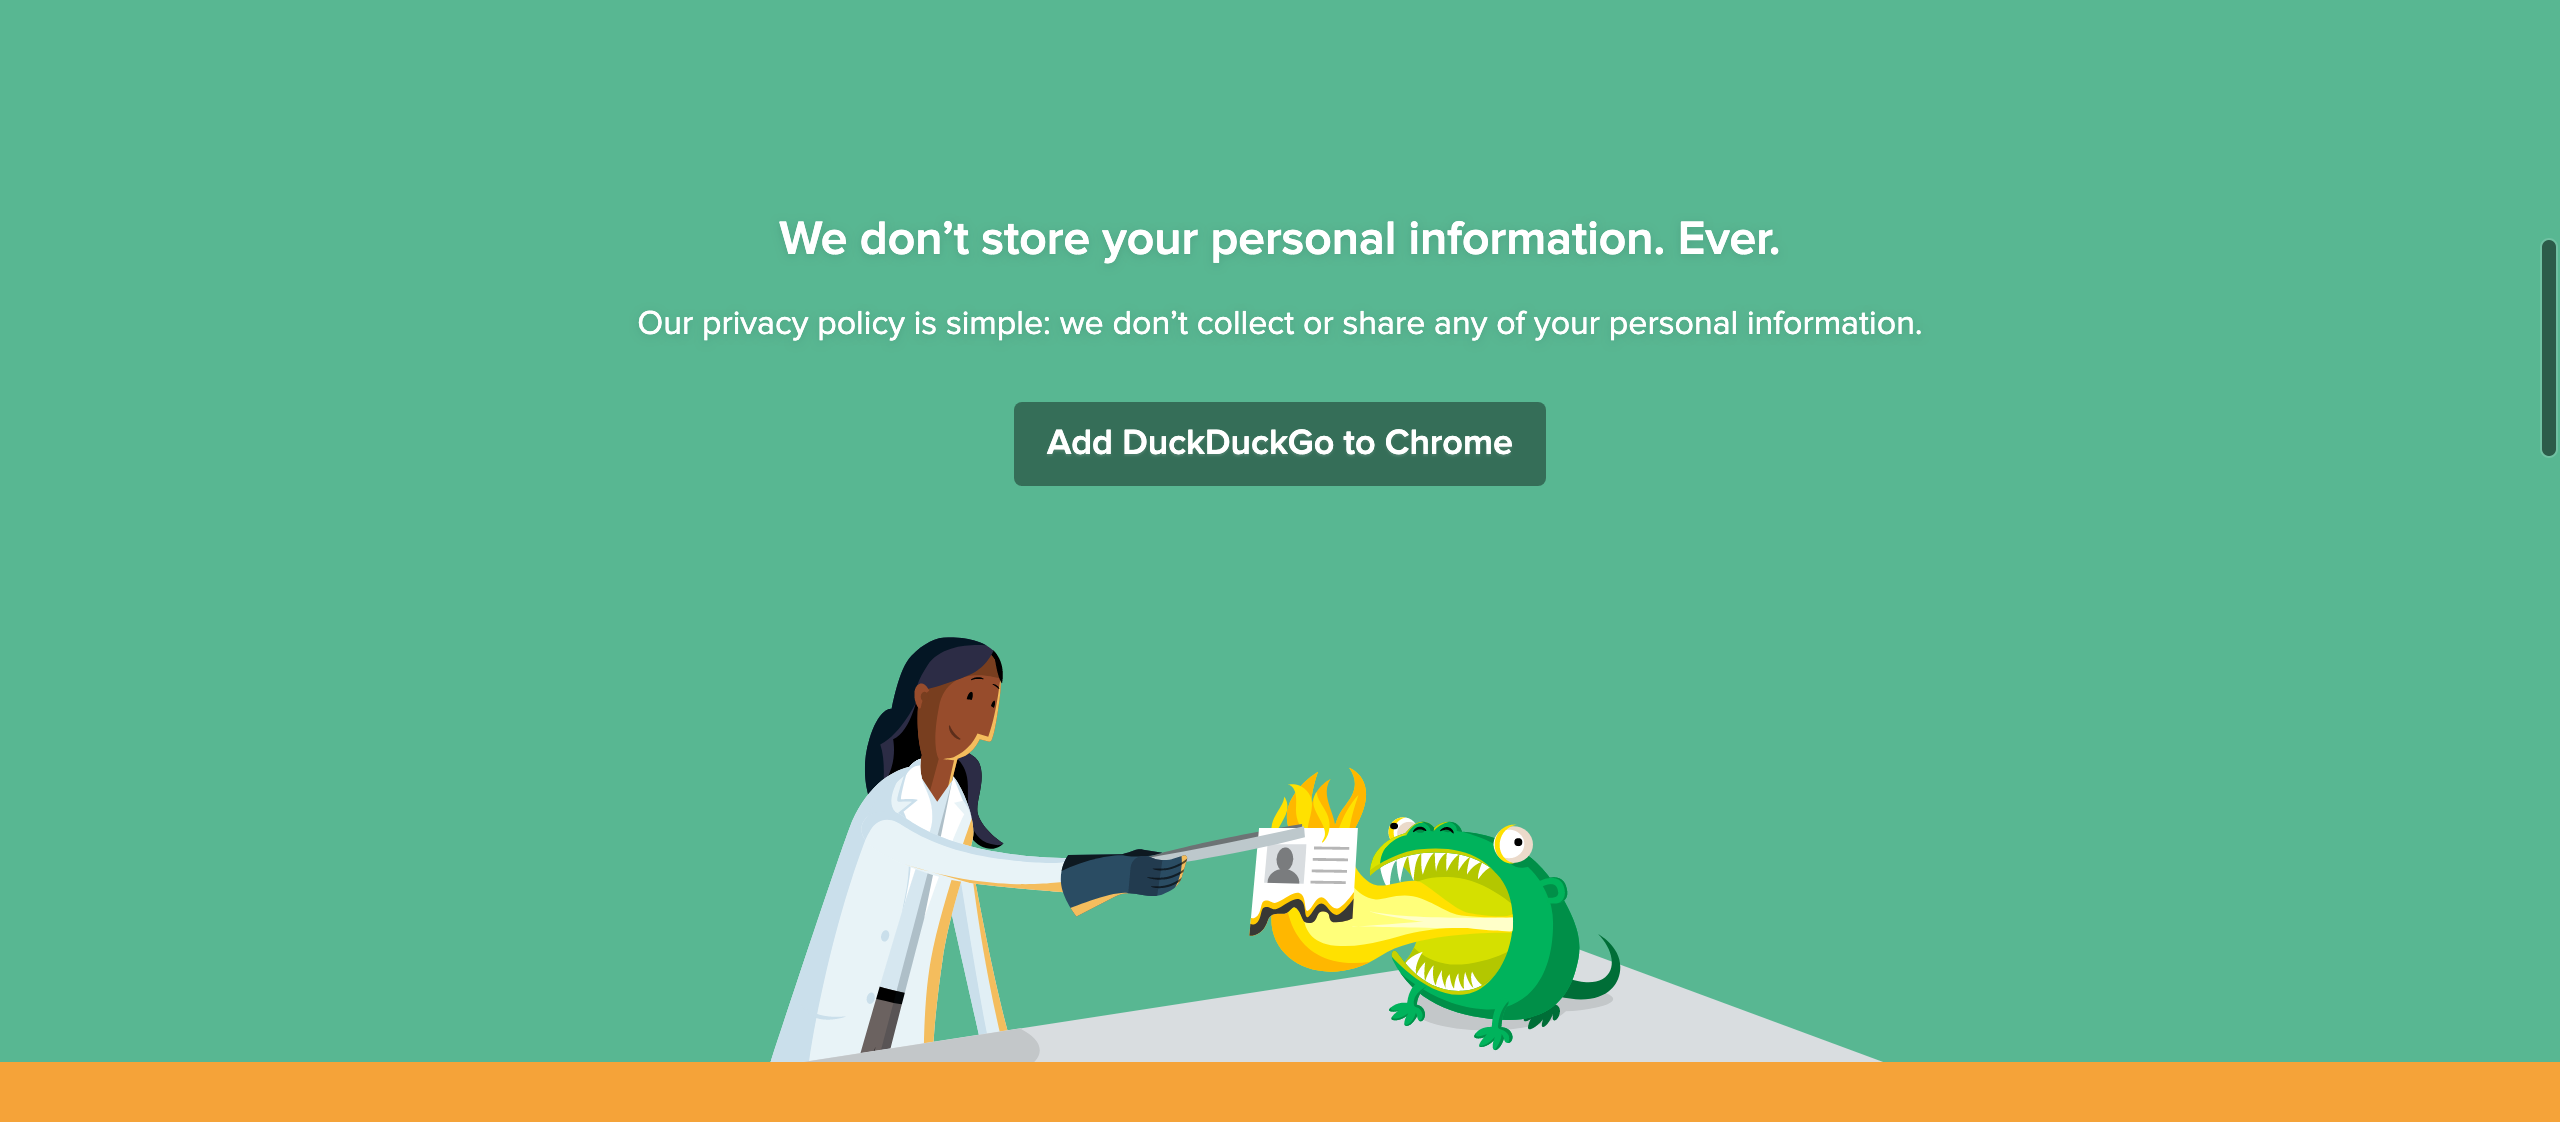 We don’t store your personal information. Ever.
Our privacy policy is simple: we don’t collect or share any of your personal information.
Add DuckDuckGo to Chrome